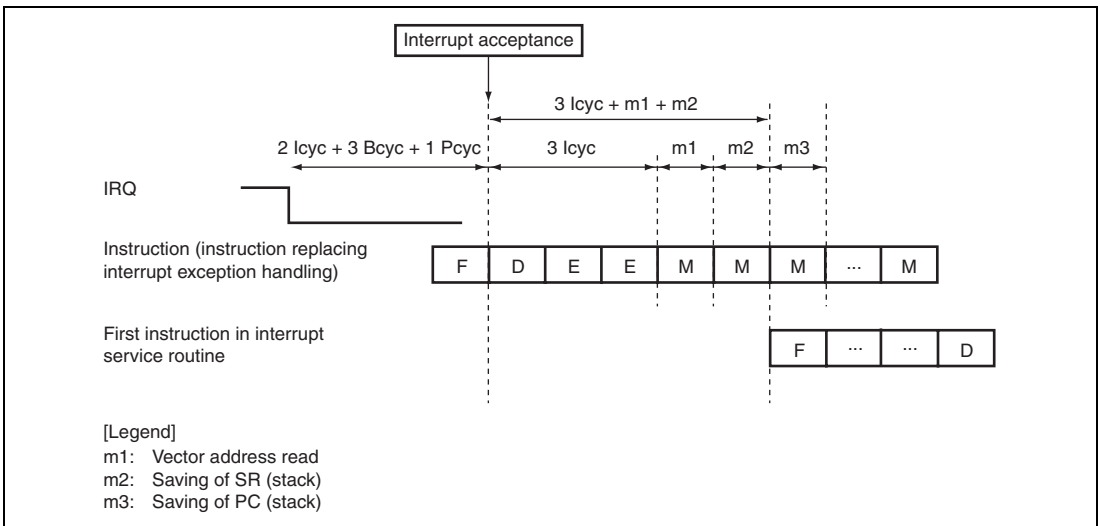 Interrupt acceptance
3 Icyc + m1 + m2
2 Icyc + 3 Bcyc + 1 Pcyc
3 Icyc
m1
m2
m3
IRQ
Instruction (instruction replacing
interrupt exception handling)
F D E E M M M ... M
First instruction in interrupt
service routine
F ... ... D
[Legend]
m1: Vector address read
m2: Saving of SR (stack)
m3: Saving of PC (stack)